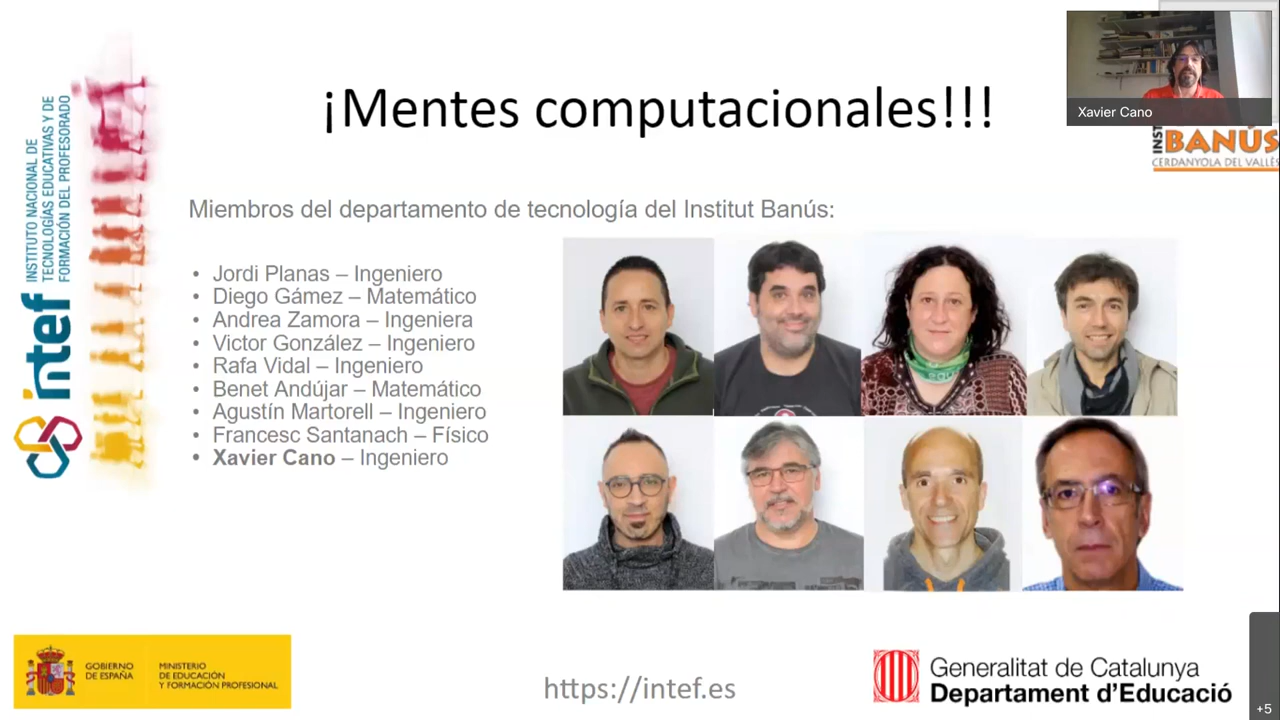 INSTITUTO NACIONAL DE
TECNOLOGÍAS EDUCATIVAS Y DE
FORMACIÓN DEL PROFESORADO
intef
¡Mentes computacionales!!!
Xavier Cano
BANÚS
CERDANYOLA DEL VALLÈS
Miembros del departamento de tecnología del Institut Banús:
• Jordi Planas – Ingeniero
• Diego Gámez – Matemático
• Andrea Zamora – Ingeniera
• Victor González – Ingeniero
• Rafa Vidal – Ingeniero
• Benet Andújar – Matemático
• Agustín Martorell – Ingeniero
• Francesc Santanach – Físico
• Xavier Cano – Ingeniero
GOBIERNO
DE ESPAÑA
MINISTERIO
DE EDUCACIÓN
Y FORMACIÓN PROFESIONAL
https://intef.es
Generalitat de Catalunya
Departament d'Educació
+5